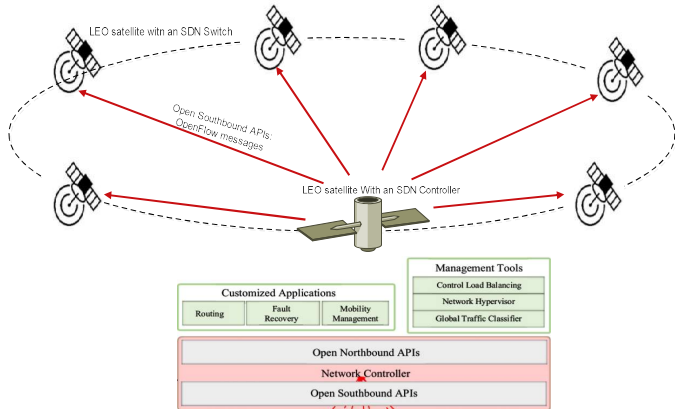 LEO satellite witn an SDN Switch
Open Southbound APIs:
OpenFlow messages
LEO satellite With an SDN Controller
Management Tools
Control Load Balancing
Network Hypervisor
Global Traffic Classifier
Customized Applications
Routing
Fault
Recovery
Mobility
Management
Open Northbound APIs
Network Controller
Open Southbound APIs